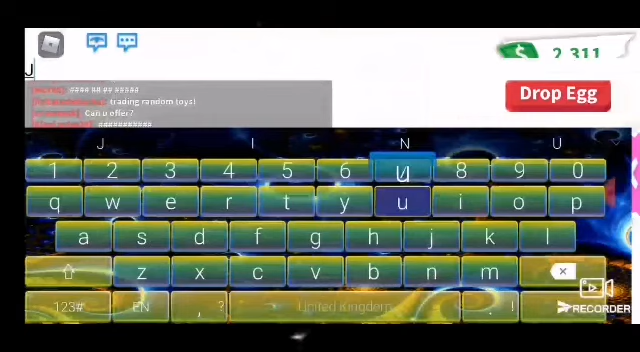 2,311
J
########
trading random toys!
Can u offer?
###########
Drop Egg
J I N U
1 2 3 4 5 6 u 8 9 0
q w e r t y u i o p
a s d f g h j k l
z x c v b n m
123# EN , ? United Kingdom . !
RECORDER